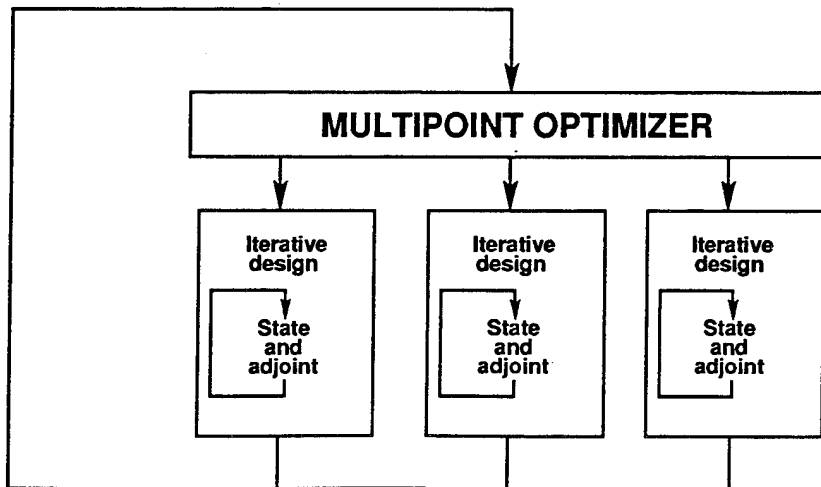 MULTIPOINT OPTIMIZER
Iterative
design
State
and
adjoint
Iterative
design
State
and
adjoint
Iterative
design
State
and
adjoint